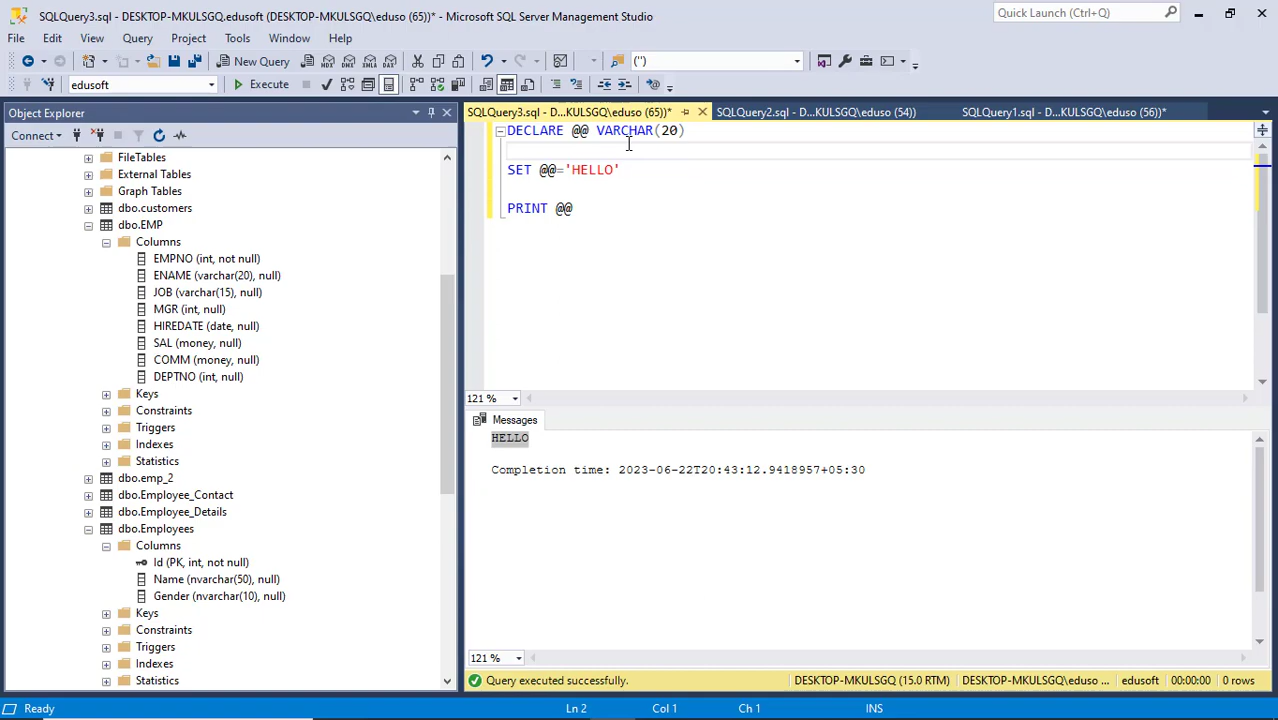 SQLQuery3.sql - DESKTOP-MKULSGQ.edusoft (DESKTOP-MKULSGQ\eduso (65))* - Microsoft SQL Server Management Studio
Quick Launch (Ctrl+Q)
File Edit View Query Project Tools Window Help
New Query
MDX DMX XMLA DAX
('')
edusoft
Execute
Object Explorer
SQLQuery3.sql - D...KULSGQ\eduso (65))* SQLQuery2.sql - D...KULSGQ\eduso (54)) SQLQuery1.sql - D...KULSGQ\eduso (56))*
Connect
FileTables
External Tables
Graph Tables
dbo.customers
dbo.EMP
Columns
EMPNO (int, not null)
ENAME (varchar(20), null)
JOB (varchar(15), null)
MGR (int, null)
HIREDATE (date, null)
SAL (money, null)
COMM (money, null)
DEPTNO (int, null)
Keys
Constraints
Triggers
Indexes
Statistics
dbo.emp_2
dbo.Employee_Contact
dbo.Employee_Details
dbo.Employees
Columns
Id (PK, int, not null)
Name (nvarchar(50), null)
Gender (nvarchar(10), null)
Keys
Constraints
Triggers
Indexes
Statistics
DECLARE @@ VARCHAR(20)
SET @@='HELLO'
PRINT @@
121 %
Messages
HELLO
Completion time: 2023-06-22T20:43:12.9418957+05:30
121 %
Query executed successfully. DESKTOP-MKULSGQ (15.0 RTM) DESKTOP-MKULSGQ\eduso ... edusoft 00:00:00 0 rows
Ready Ln 2 Col 1 Ch 1 INS